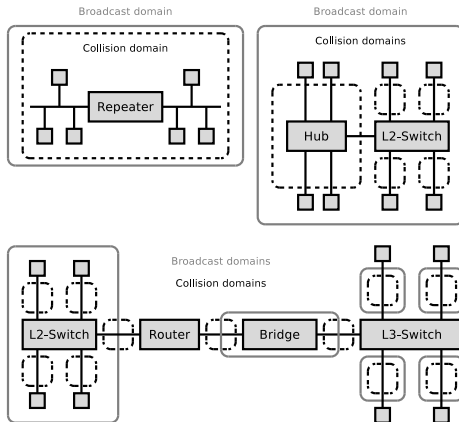 Broadcast domain
Broadcast domain
Collision domain
Collision domains
Repeater
Hub
L2-Switch
Broadcast domains
Collision domains
L2-Switch
Router
Bridge
L3-Switch